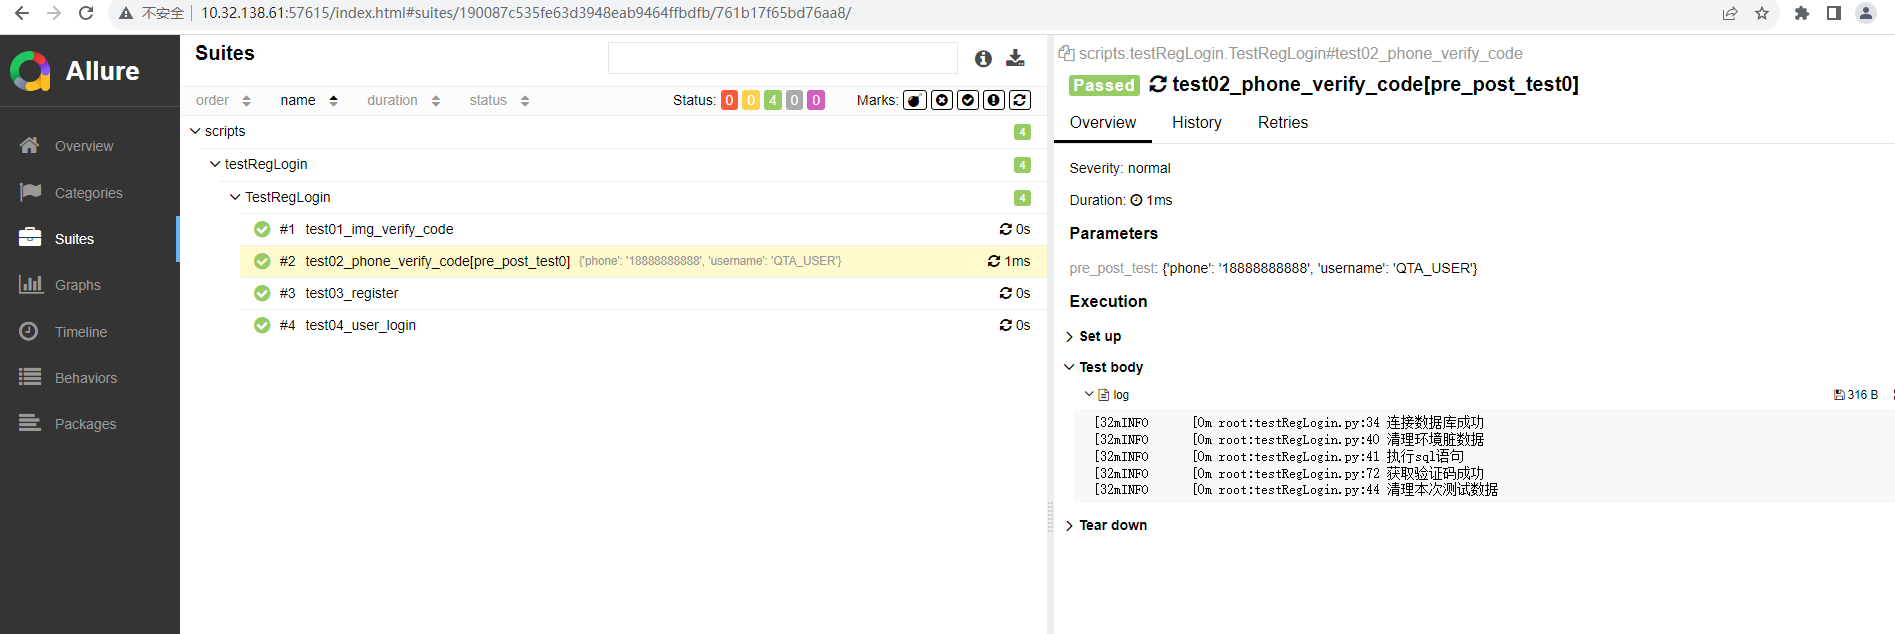 不安全 | 10.32.138.61:57615/index.html#suites/190087c535fe63d3948eab9464ffbdfb/761b17f65bd76aa8/
Allure
Overview
Categories
Suites
Graphs
Timeline
Behaviors
Packages
Suites
order name duration status Status: 0 0 4 0 0 Marks:
scripts 4
testRegLogin 4
TestRegLogin 4
#1 test01_img_verify_code 0s
#2 test02_phone_verify_code[pre_post_test0] {'phone': '18888888888', 'username': 'QTA_USER'} 1ms
#3 test03_register 0s
#4 test04_user_login 0s
scripts.testRegLogin.TestRegLogin#test02_phone_verify_code
Passed test02_phone_verify_code[pre_post_test0]
Overview History Retries
Severity: normal
Duration: 1ms
Parameters
pre_post_test: {'phone': '18888888888', 'username': 'QTA_USER'}
Execution
Set up
Test body
log 316 B
[32mINFO [0m root:testRegLogin.py:34 连接数据库成功
[32mINFO [0m root:testRegLogin.py:40 清理环境脏数据
[32mINFO [0m root:testRegLogin.py:41 执行sql语句
[32mINFO [0m root:testRegLogin.py:72 获取验证码成功
[32mINFO [0m root:testRegLogin.py:44 清理本次测试数据
Tear down